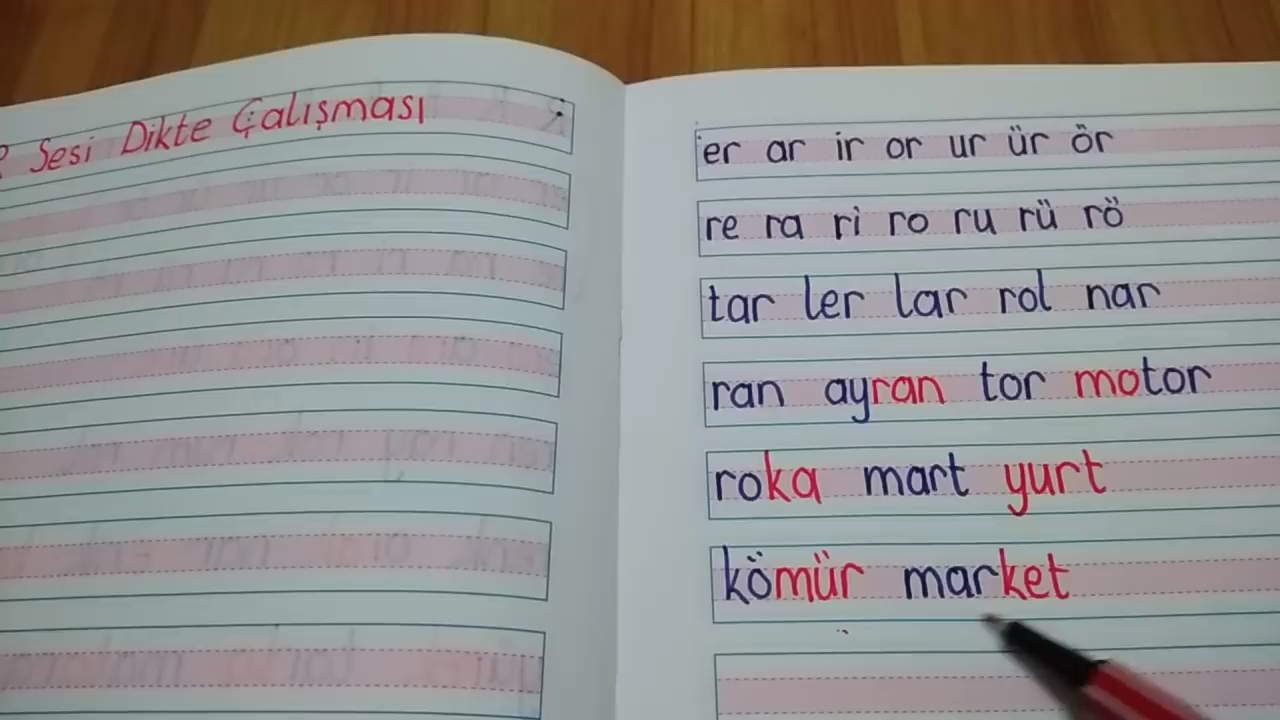 Sesi Dikte Çalışması
er ar ir or ur ür ör
re ra ri ro ru rü rö
tar ler lar rol nar
ran ayran tor motor
roka mart yurt
kömür market